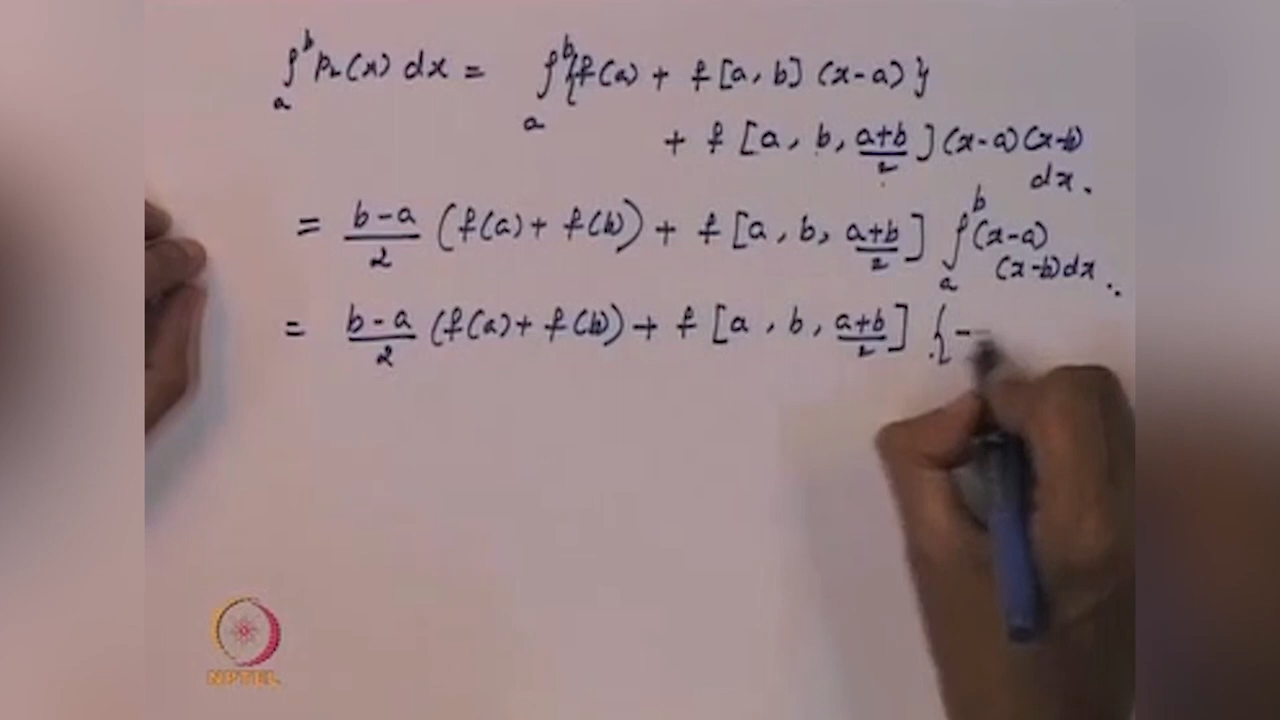 ∫_a^b p₂(x) dx = ∫_a^b {f(a) + f[a, b] (x-a)}
+ f[a, b, (a+b)/2] (x-a)(x-b) dx.
= (b-a)/2 (f(a) + f(b)) + f[a, b, (a+b)/2] ∫_a^b (x-a) (x-b) dx.
= (b-a)/2 (f(a) + f(b)) + f[a, b, (a+b)/2] { -
NPTEL